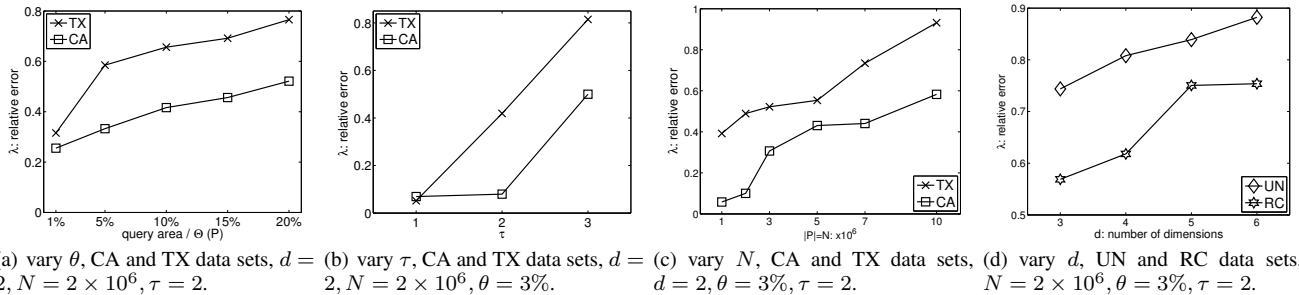 0.8
0.6
0.4
0.2
0
TX
CA
λ: relative error
1% 5% 10% 15% 20%
query area / Θ (P)
0.8
0.6
0.4
0.2
0
TX
CA
λ: relative error
1 2 3
τ
1
0.8
0.6
0.4
0.2
0
TX
CA
λ: relative error
1 3 5 7 10
|P|=N: x10⁶
0.9
0.8
0.7
0.6
0.5
UN
RC
λ: relative error
3 4 5 6
d: number of dimensions
a) vary θ, CA and TX data sets, d =
2, N = 2 × 10⁶, τ = 2.
(b) vary τ, CA and TX data sets, d =
2, N = 2 × 10⁶, θ = 3%.
(c) vary N, CA and TX data sets,
d = 2, θ = 3%, τ = 2.
(d) vary d, UN and RC data sets
N = 2 × 10⁶, θ = 3%, τ = 2.